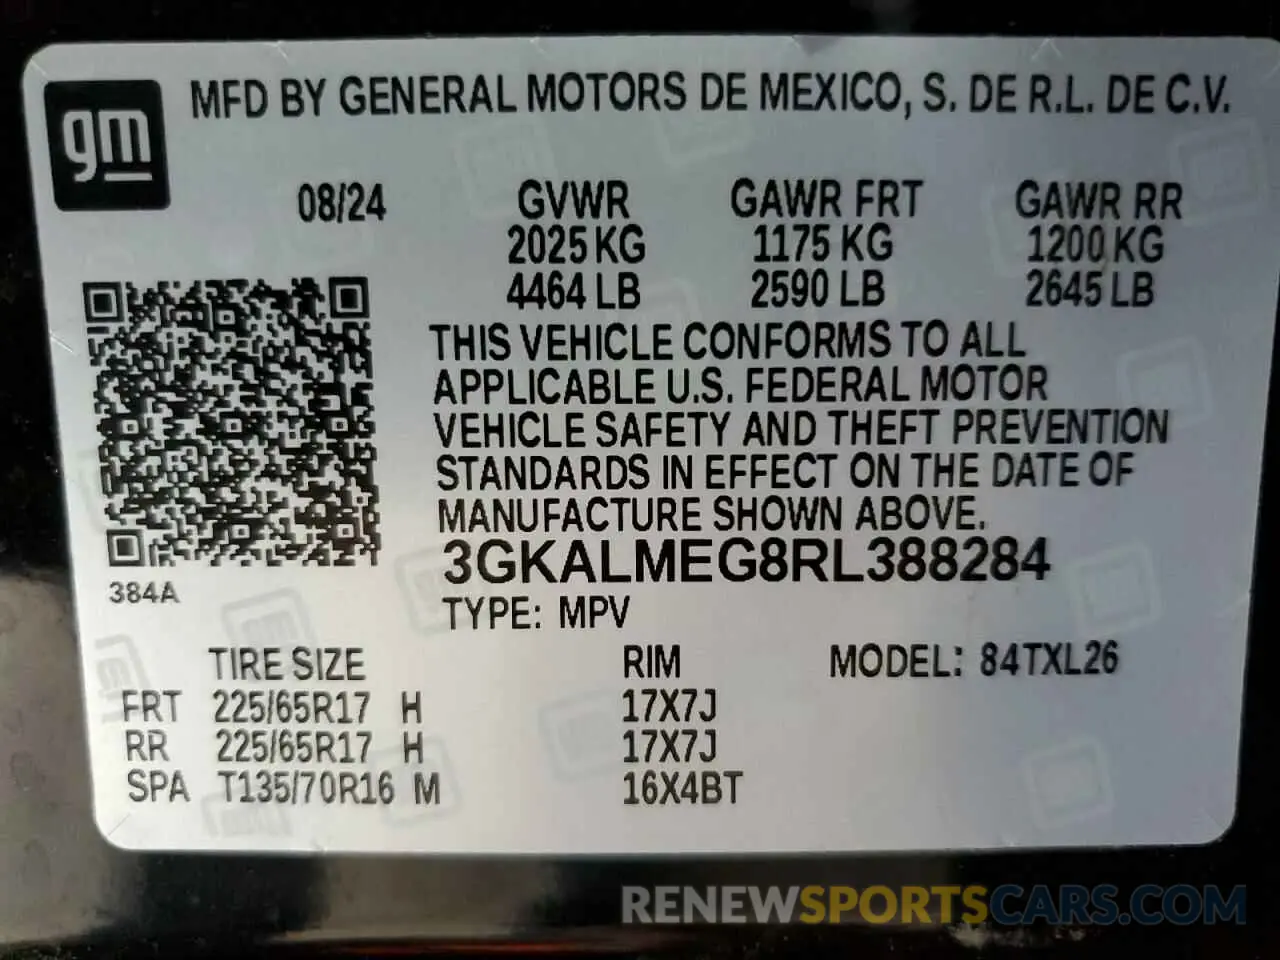 gm
MFD BY GENERAL MOTORS DE MEXICO, S. DE R.L. DE C.V.
08/24 GVWR GAWR FRT GAWR RR
2025 KG 1175 KG 1200 KG
4464 LB 2590 LB 2645 LB
THIS VEHICLE CONFORMS TO ALL
APPLICABLE U.S. FEDERAL MOTOR
VEHICLE SAFETY AND THEFT PREVENTION
STANDARDS IN EFFECT ON THE DATE OF
MANUFACTURE SHOWN ABOVE.
3GKALMEG8RL388284
384A
TYPE: MPV
TIRE SIZE RIM MODEL: 84TXL26
FRT 225/65R17 H 17X7J
RR 225/65R17 H 17X7J
SPA T135/70R16 M 16X4BT
RENEWSPORTSCARS.COM